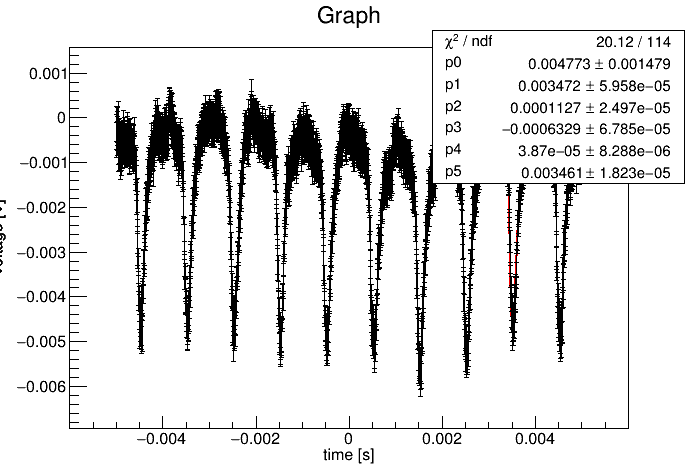 Graph
χ² / ndf 20.12 / 114
p0 0.004773 ± 0.001479
p1 0.003472 ± 5.958e−05
p2 0.0001127 ± 2.497e−05
p3 −0.0006329 ± 6.785e−05
p4 3.87e−05 ± 8.288e−06
p5 0.003461 ± 1.823e−05
0.001
0
−0.001
−0.002
−0.003
−0.004
−0.005
−0.006
−0.004 −0.002 0 0.002 0.004
time [s]